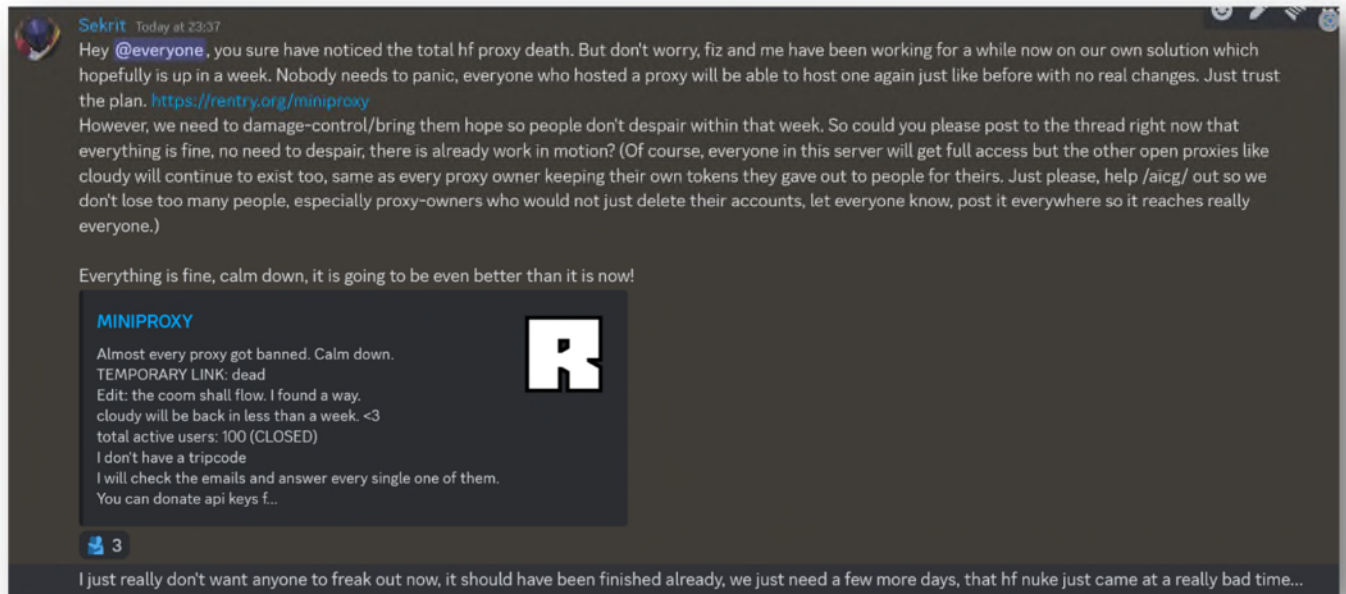 Sekrit Today at 23:37
Hey @everyone, you sure have noticed the total hf proxy death. But don't worry, fiz and me have been working for a while now on our own solution which
hopefully is up in a week. Nobody needs to panic, everyone who hosted a proxy will be able to host one again just like before with no real changes. Just trust
the plan. https://rentry.org/miniproxy
However, we need to damage-control/bring them hope so people don't despair within that week. So could you please post to the thread right now that
everything is fine, no need to despair, there is already work in motion? (Of course, everyone in this server will get full access but the other open proxies like
cloudy will continue to exist too, same as every proxy owner keeping their own tokens they gave out to people for theirs. Just please, help /aicg/ out so we
don't lose too many people, especially proxy-owners who would not just delete their accounts, let everyone know, post it everywhere so it reaches really
everyone.)
Everything is fine, calm down, it is going to be even better than it is now!
MINIPROXY
R
Almost every proxy got banned. Calm down.
TEMPORARY LINK: dead
Edit: the coom shall flow. I found a way.
cloudy will be back in less than a week. <3
total active users: 100 (CLOSED)
I don't have a tripcode
I will check the emails and answer every single one of them.
You can donate api keys f...
3
I just really don't want anyone to freak out now, it should have been finished already, we just need a few more days, that hf nuke just came at a really bad time...